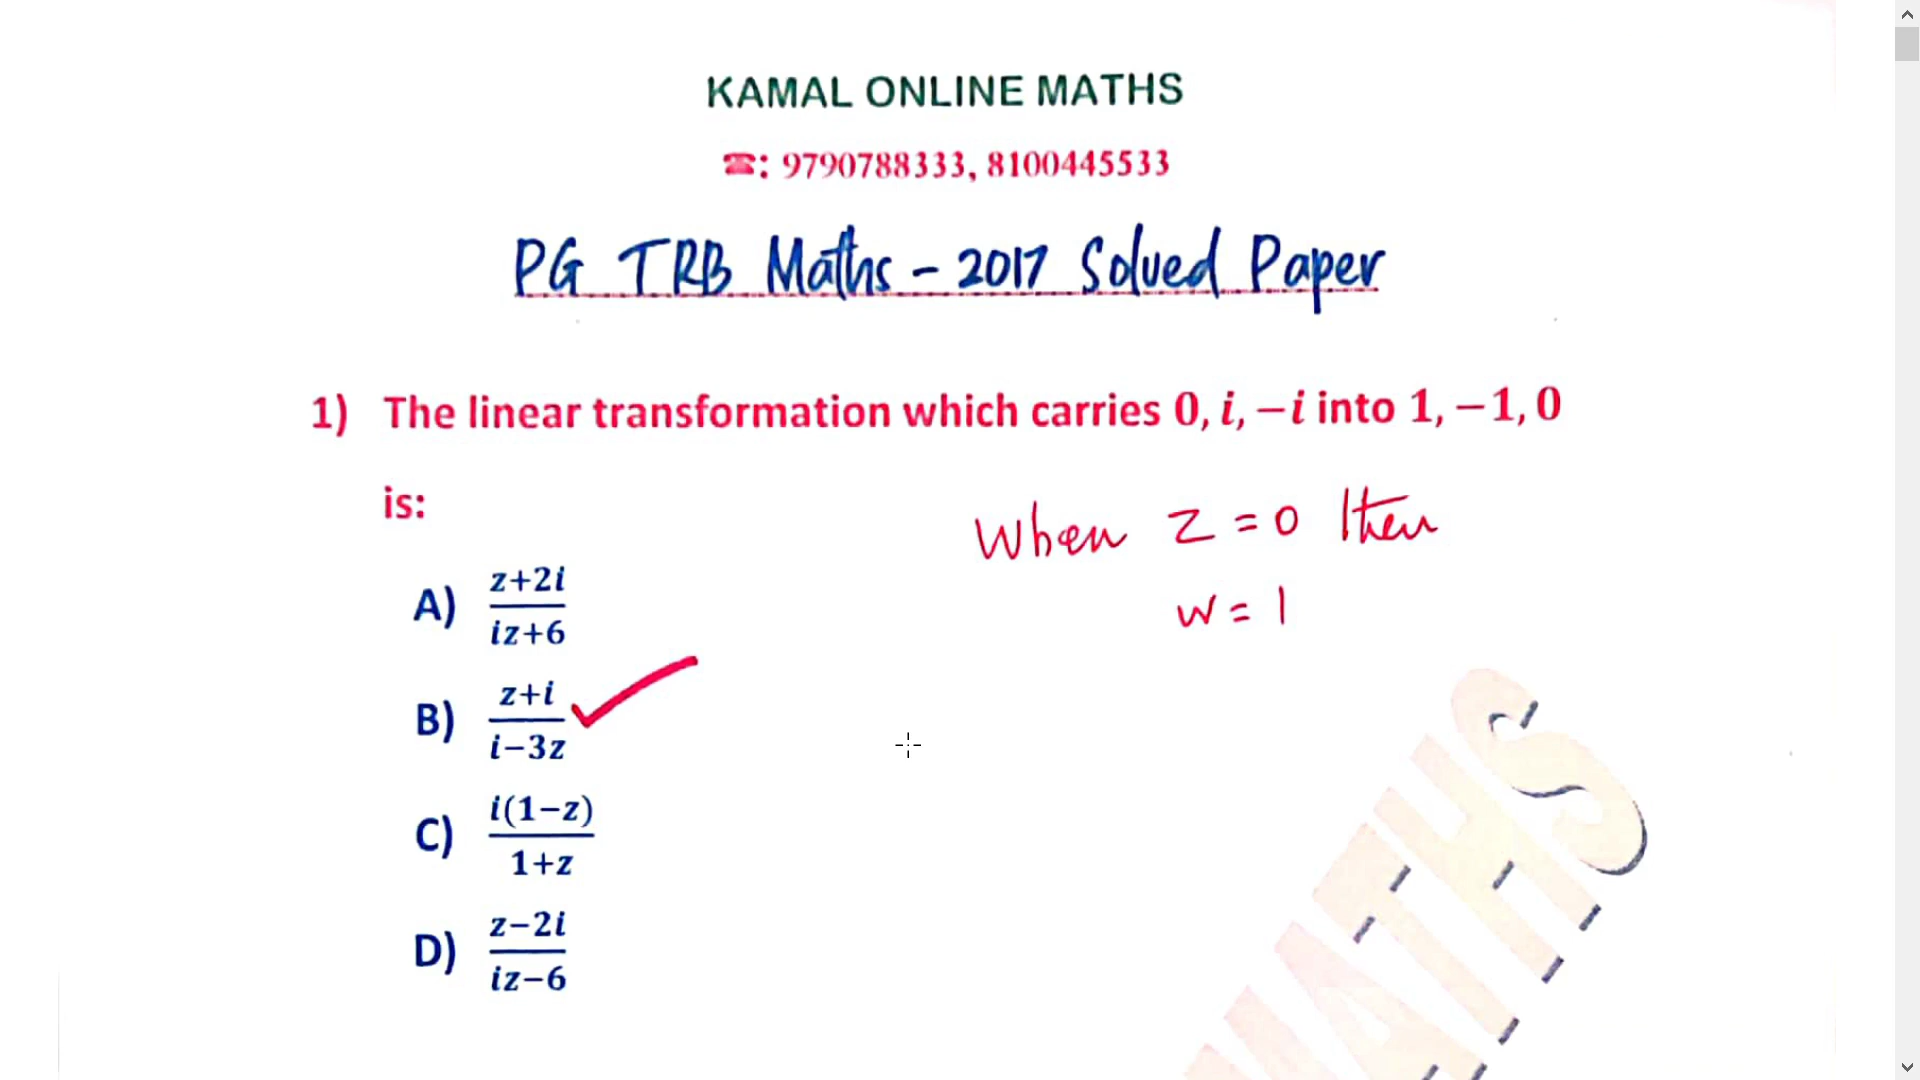 KAMAL ONLINE MATHS
☎: 9790788333, 8100445533
PG TRB Maths - 2017 Solved Paper
1) The linear transformation which carries 0, i, −i into 1, −1, 0
is:
When z = 0 then
w = 1
A) z+2i
iz+6
B) z+i
i−3z
C) i(1−z)
1+z
D) z−2i
iz−6
MATHS